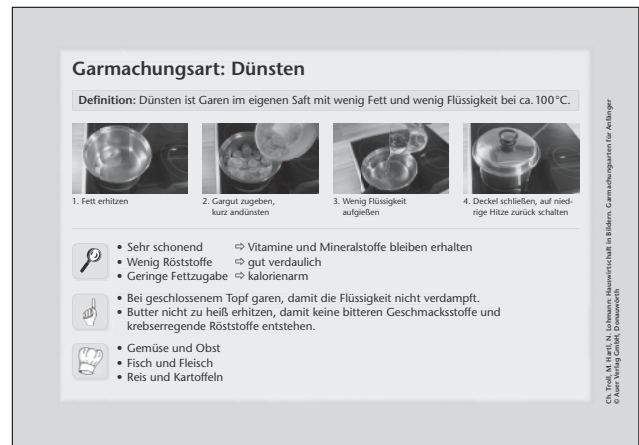 Garmachungsart: Dünsten
Definition: Dünsten ist Garen im eigenen Saft mit wenig Fett und wenig Flüssigkeit bei ca. 100 °C.
1. Fett erhitzen
2. Gargut zugeben,
kurz andünsten
3. Wenig Flüssigkeit
aufgießen
4. Deckel schließen, auf nied-
rige Hitze zurück schalten
• Sehr schonend ⇨ Vitamine und Mineralstoffe bleiben erhalten
• Wenig Röststoffe ⇨ gut verdaulich
• Geringe Fettzugabe ⇨ kalorienarm
• Bei geschlossenem Topf garen, damit die Flüssigkeit nicht verdampft.
• Butter nicht zu heiß erhitzen, damit keine bitteren Geschmacksstoffe und
krebserregende Röststoffe entstehen.
• Gemüse und Obst
• Fisch und Fleisch
• Reis und Kartoffeln
Ch. Troll, M. Hartl, N. Lohmann: Hauswirtschaft in Bildern. Garmachungsarten für Anfänger
© Auer Verlag GmbH, Donauwörth